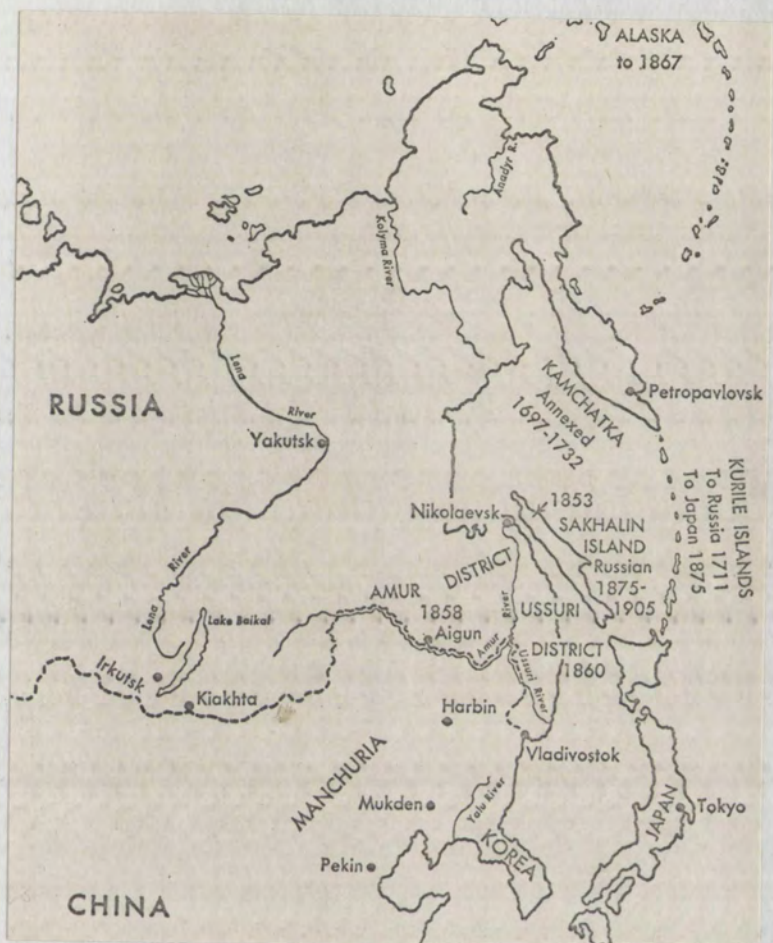 ALASKA
to 1867
Anadyr R.
Kolyma River
Lena
River
RUSSIA
Yakutsk
KAMCHATKA
Annexed
1697-1732
Petropavlovsk
KURILE ISLANDS
To Russia 1711
To Japan 1875
Nikolaevsk
1853
SAKHALIN
ISLAND
Russian
1875-
1905
DISTRICT
River
Lena
Lake Baikal
AMUR
1858
Aigun
Amur
River
USSURI
DISTRICT
1860
Ussuri River
Irkutsk
Kiakhta
Harbin
Vladivostok
MANCHURIA
Mukden
Yalu River
KOREA
JAPAN
Tokyo
Pekin
CHINA